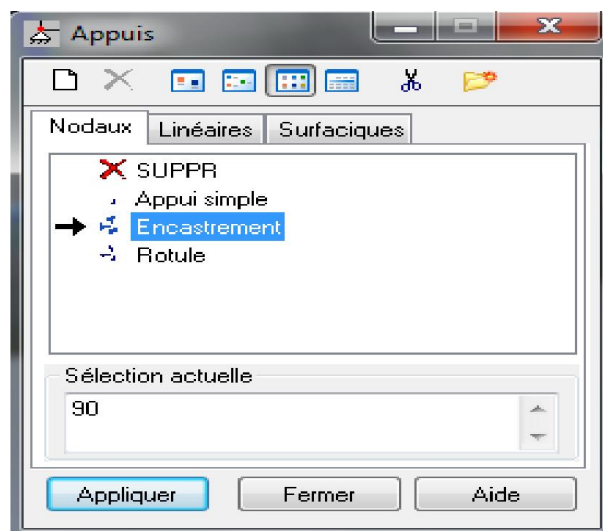 Appuis
Nodaux Linéaires Surfaciques
SUPPR
Appui simple
Encastrement
Rotule
Sélection actuelle
90
Appliquer Fermer Aide